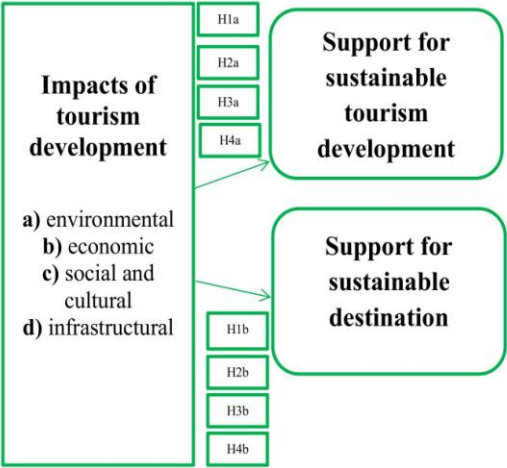 Impacts of
tourism
development
a) environmental
b) economic
c) social and
cultural
d) infrastructural
H1a
H2a
H3a
H4a
Support for
sustainable
tourism
development
Support for
sustainable
destination
H1b
H2b
H3b
H4b